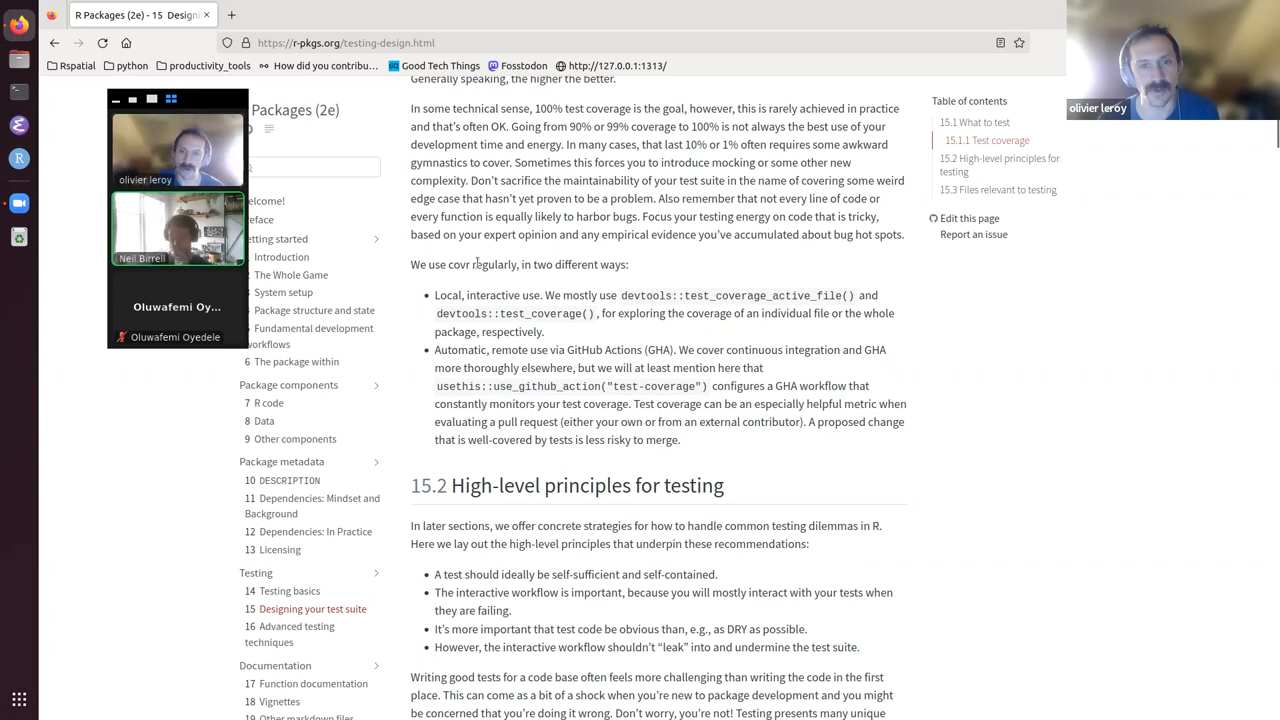 R Packages (2e) - 15 Designi
https://r-pkgs.org/testing-design.html
Rspatial
python
productivity_tools
How did you contribu…
Good Tech Things
Fosstodon
http://127.0.0.1:1313/
olivier leroy
olivier leroy
Neil Birrell
Oluwafemi Oy...
Oluwafemi Oyedele
Packages (2e)
elcome!
eface
etting started
Introduction
The Whole Game
System setup
Package structure and state
Fundamental development
workflows
6 The package within
Package components
7 R code
8 Data
9 Other components
Package metadata
10 DESCRIPTION
11 Dependencies: Mindset and
Background
12 Dependencies: In Practice
13 Licensing
Testing
14 Testing basics
15 Designing your test suite
16 Advanced testing
techniques
Documentation
17 Function documentation
18 Vignettes
19 Other markdown files
Generally speaking, the higher the better.
In some technical sense, 100% test coverage is the goal, however, this is rarely achieved in practice
and that's often OK. Going from 90% or 99% coverage to 100% is not always the best use of your
development time and energy. In many cases, that last 10% or 1% often requires some awkward
gymnastics to cover. Sometimes this forces you to introduce mocking or some other new
complexity. Don't sacrifice the maintainability of your test suite in the name of covering some weird
edge case that hasn't yet proven to be a problem. Also remember that not every line of code or
every function is equally likely to harbor bugs. Focus your testing energy on code that is tricky,
based on your expert opinion and any empirical evidence you've accumulated about bug hot spots.
We use covr regularly, in two different ways:
• Local, interactive use. We mostly use devtools::test_coverage_active_file() and
devtools::test_coverage(), for exploring the coverage of an individual file or the whole
package, respectively.
• Automatic, remote use via GitHub Actions (GHA). We cover continuous integration and GHA
more thoroughly elsewhere, but we will at least mention here that
usethis::use_github_action("test-coverage") configures a GHA workflow that
constantly monitors your test coverage. Test coverage can be an especially helpful metric when
evaluating a pull request (either your own or from an external contributor). A proposed change
that is well-covered by tests is less risky to merge.
15.2 High-level principles for testing
In later sections, we offer concrete strategies for how to handle common testing dilemmas in R.
Here we lay out the high-level principles that underpin these recommendations:
• A test should ideally be self-sufficient and self-contained.
• The interactive workflow is important, because you will mostly interact with your tests when
they are failing.
• It's more important that test code be obvious than, e.g., as DRY as possible.
• However, the interactive workflow shouldn't “leak” into and undermine the test suite.
Writing good tests for a code base often feels more challenging than writing the code in the first
place. This can come as a bit of a shock when you're new to package development and you might
be concerned that you're doing it wrong. Don't worry, you're not! Testing presents many unique
Table of contents
15.1 What to test
15.1.1 Test coverage
15.2 High-level principles for
testing
15.3 Files relevant to testing
Edit this page
Report an issue